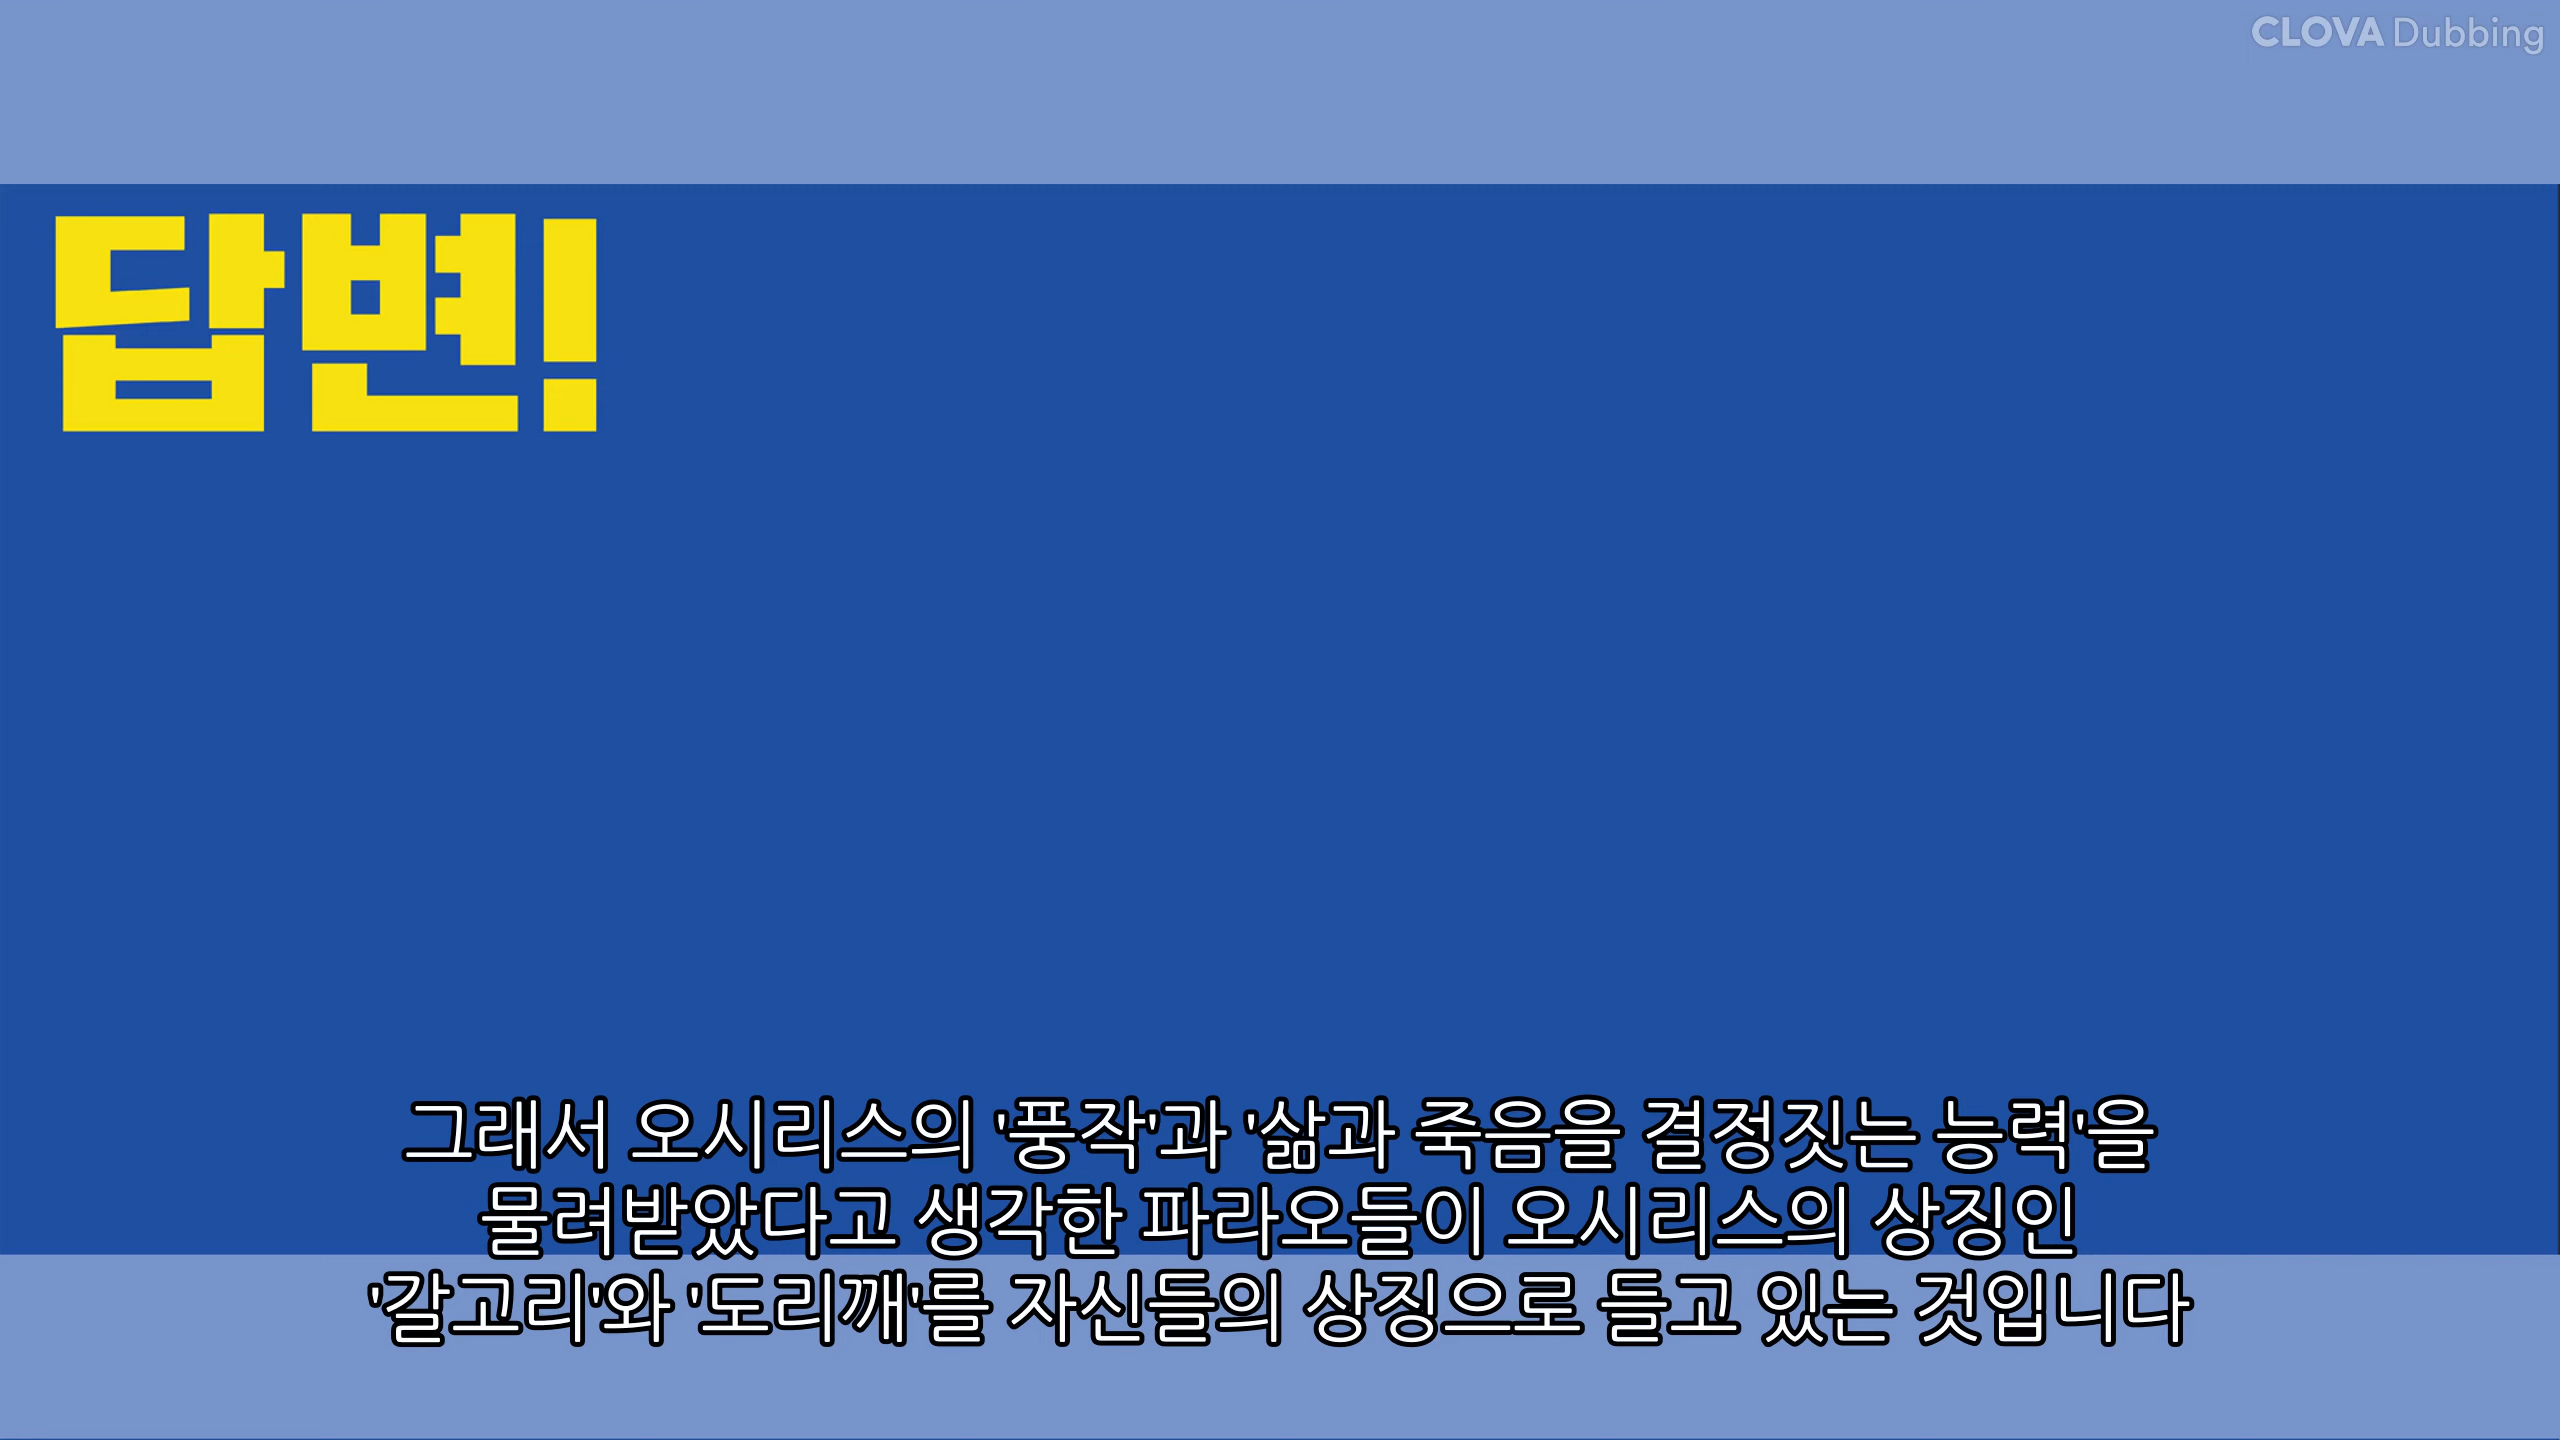 CLOVA Dubbing
답변!
그래서 오시리스의 '풍작'과 '삶과 죽음을 결정짓는 능력'을
물려받았다고 생각한 파라오들이 오시리스의 상징인
'갈고리'와 '도리깨'를 자신들의 상징으로 들고 있는 것입니다